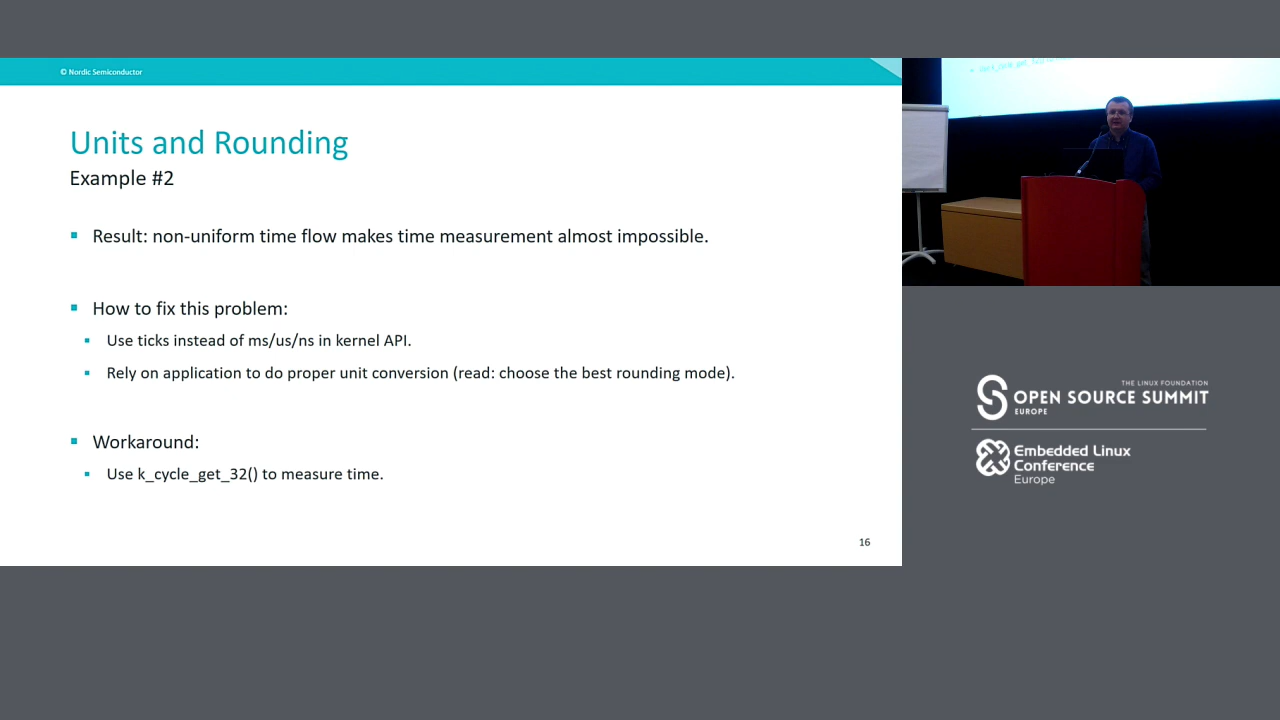 © Nordic Semiconductor
Units and Rounding
Example #2
Result: non-uniform time flow makes time measurement almost impossible.
How to fix this problem:
Use ticks instead of ms/us/ns in kernel API.
Rely on application to do proper unit conversion (read: choose the best rounding mode).
Workaround:
Use k_cycle_get_32() to measure time.
16
THE LINUX FOUNDATION
OPEN SOURCE SUMMIT
EUROPE
Embedded Linux
Conference
Europe